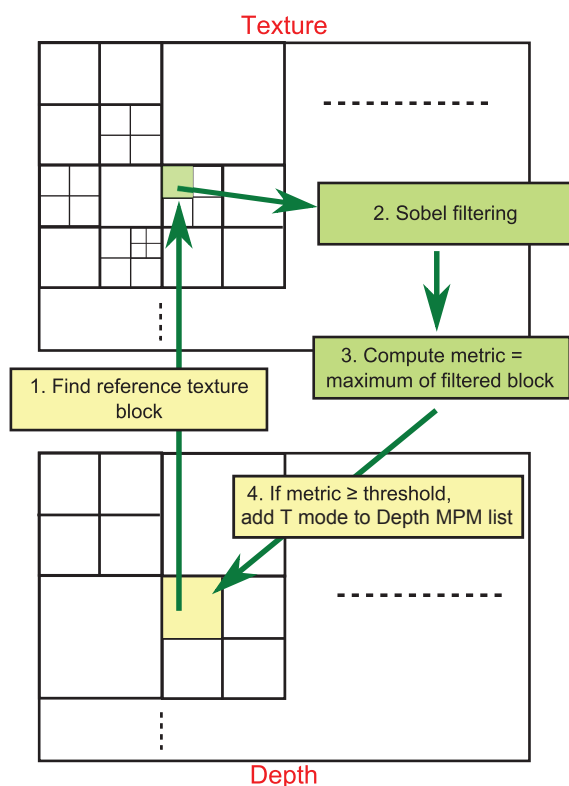 Texture
2. Sobel filtering
3. Compute metric =
maximum of filtered block
1. Find reference texture
block
4. If metric ≥ threshold,
add T mode to Depth MPM list
Depth